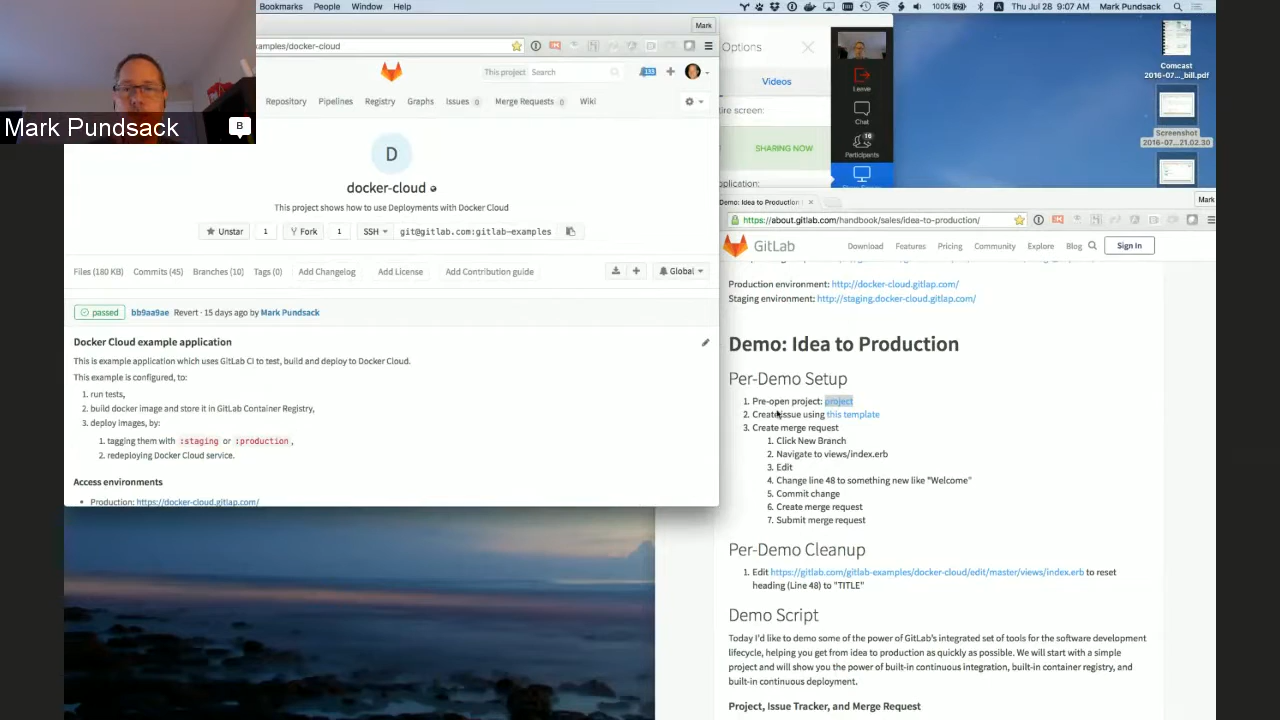 Bookmarks People Window Help
100% Thu Jul 28 9:07 AM Mark Pundsack
Mark Pundsack
B
Mark
amples/docker-cloud
This project Search
Repository Pipelines Registry Graphs Issues 0 Merge Requests 0 Wiki
D
docker-cloud
This project shows how to use Deployments with Docker Cloud
Unstar 1 Fork 1 SSH git@gitlab.com:gitlab-examples
Files (180 KB) Commits (45) Branches (10) Tags (0) Add Changelog Add License Add Contribution guide Global
passed bb9aa9ae Revert · 15 days ago by Mark Pundsack
Docker Cloud example application
This is example application which uses GitLab CI to test, build and deploy to Docker Cloud.
This example is configured, to:
1. run tests,
2. build docker image and store it in GitLab Container Registry,
3. deploy images, by:
1. tagging them with :staging or :production,
2. redeploying Docker Cloud service.
Access environments
Production: https://docker-cloud.gitlap.com/
Options
Videos
ire screen:
SHARING NOW
pplication:
Leave
Chat
16
Participants
Comcast
2016-07..._bill.pdf
Screenshot
2016-07...21.02.30
Demo: Idea to Production
Mark
https://about.gitlab.com/handbook/sales/idea-to-production/
GitLab Download Features Pricing Community Explore Blog Sign In
Production environment: http://docker-cloud.gitlap.com/
Staging environment: http://staging.docker-cloud.gitlap.com/
Demo: Idea to Production
Per-Demo Setup
1. Pre-open project: project
2. Create issue using this template
3. Create merge request
1. Click New Branch
2. Navigate to views/index.erb
3. Edit
4. Change line 48 to something new like "Welcome"
5. Commit change
6. Create merge request
7. Submit merge request
Per-Demo Cleanup
1. Edit https://gitlab.com/gitlab-examples/docker-cloud/edit/master/views/index.erb to reset
heading (Line 48) to "TITLE"
Demo Script
Today I'd like to demo some of the power of GitLab's integrated set of tools for the software development
lifecycle, helping you get from idea to production as quickly as possible. We will start with a simple
project and will show you the power of built-in continuous integration, built-in container registry, and
built-in continuous deployment.
Project, Issue Tracker, and Merge Request